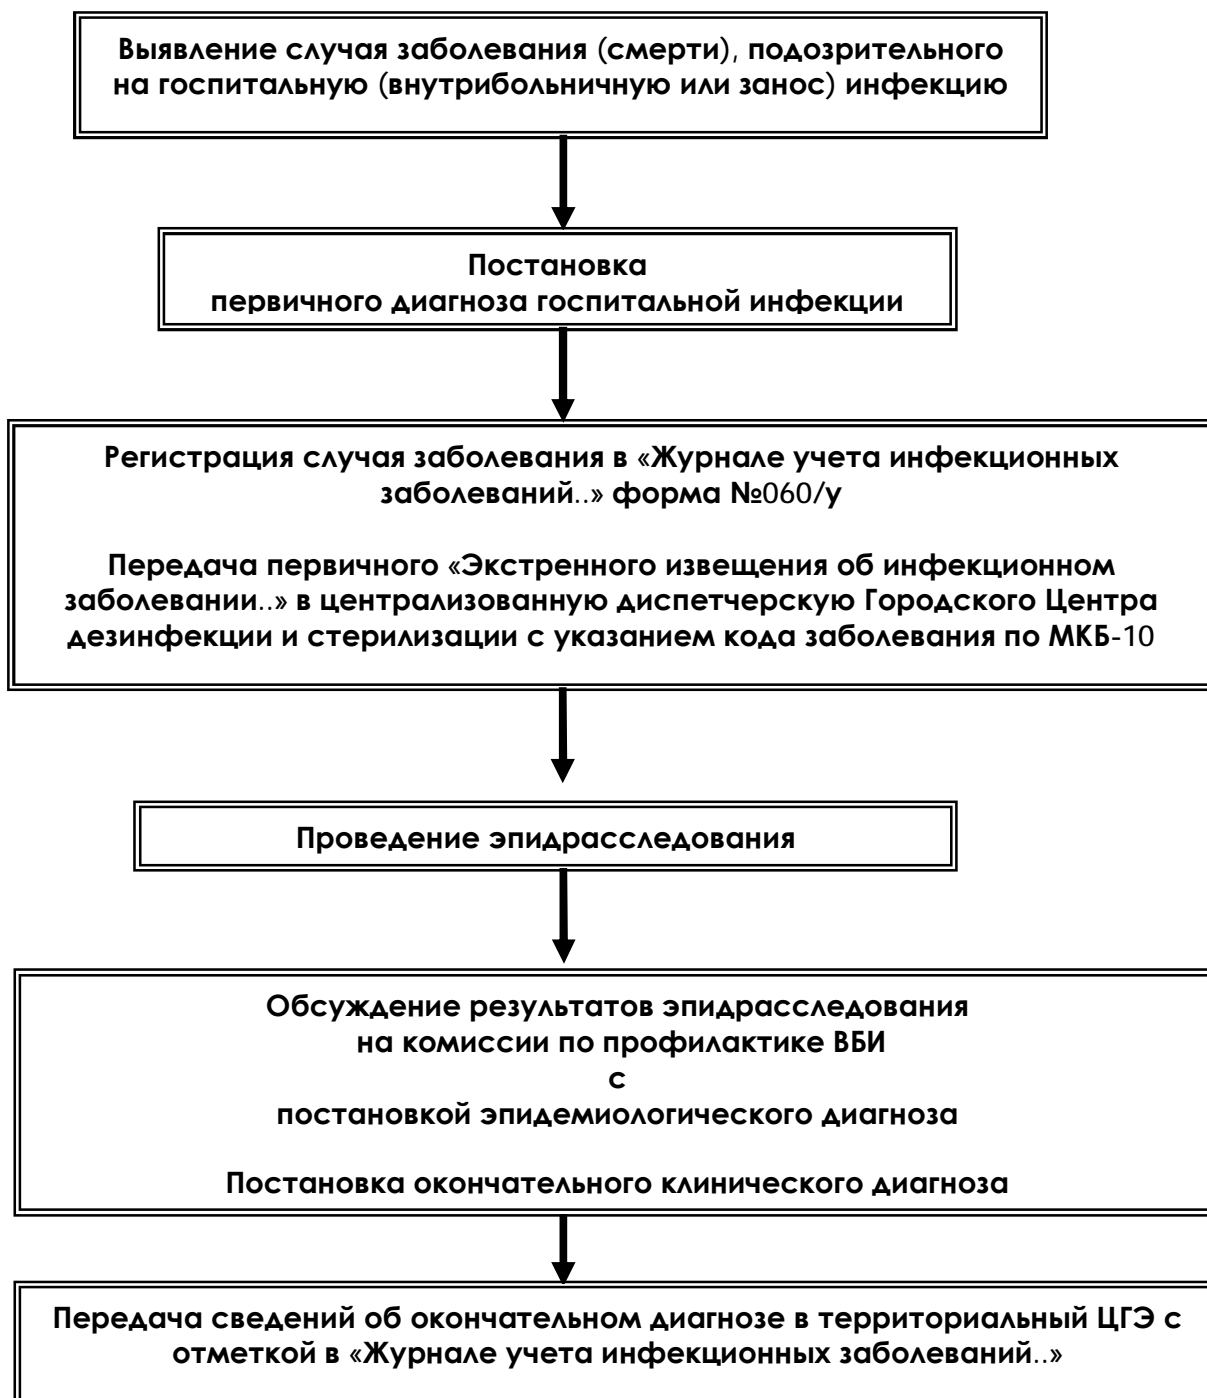 Выявление случая заболевания (смерти), подозрительного
на госпитальную (внутрибольничную или занос) инфекцию
Постановка
первичного диагноза госпитальной инфекции
Регистрация случая заболевания в «Журнале учета инфекционных
заболеваний..» форма №060/у
Передача первичного «Экстренного извещения об инфекционном
заболевании..» в централизованную диспетчерскую Городского Центра
дезинфекции и стерилизации с указанием кода заболевания по МКБ-10
Проведение эпидрасследования
Обсуждение результатов эпидрасследования
на комиссии по профилактике ВБИ
с
постановкой эпидемиологического диагноза
Постановка окончательного клинического диагноза
Передача сведений об окончательном диагнозе в территориальный ЦГЭ с
отметкой в «Журнале учета инфекционных заболеваний..»